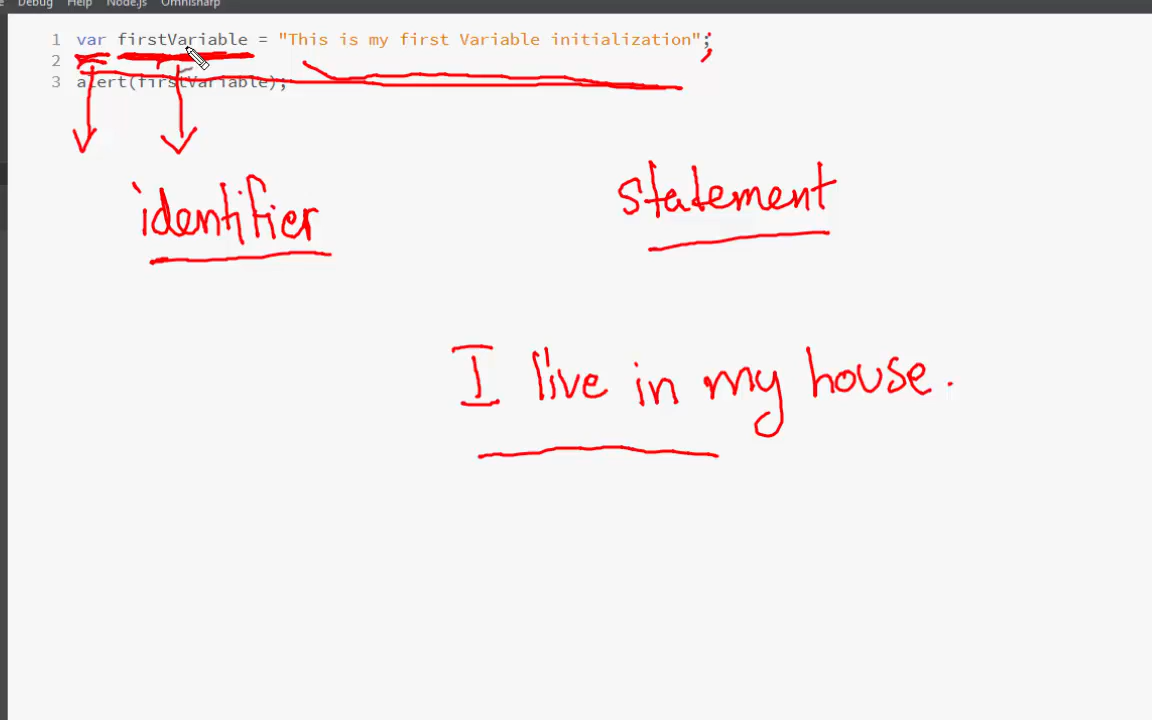 Debug Help Node.js Omnisharp
1 var firstVariable = "This is my first Variable initialization";
2
3 alert(firstVariable);
identifier
statement
I live in my house.